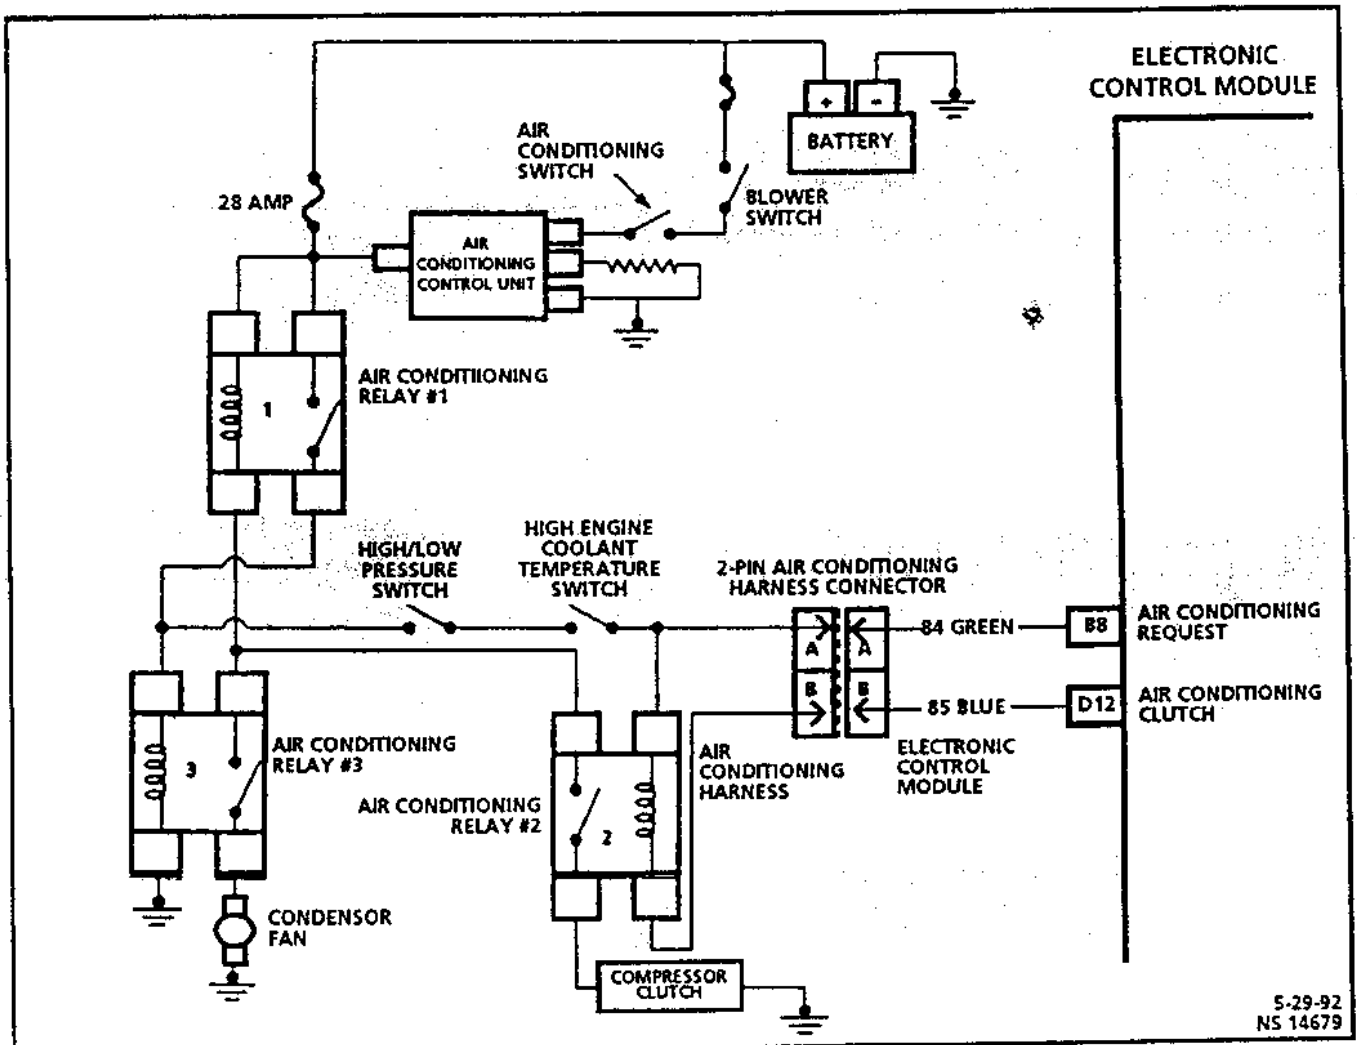 ELECTRONIC
CONTROL MODULE
+
-
BATTERY
AIR
CONDITIONING
SWITCH
28 AMP
BLOWER
SWITCH
AIR
CONDITIONING
CONTROL UNIT
AIR CONDITIIONING
RELAY #1
1
HIGH/LOW
PRESSURE
SWITCH
HIGH ENGINE
COOLANT
TEMPERATURE
SWITCH
2-PIN AIR CONDITIONING
HARNESS CONNECTOR
A
A
B
B
84 GREEN
B8
AIR CONDITIONING
REQUEST
85 BLUE
D12
AIR CONDITIONING
CLUTCH
AIR CONDITIONING
RELAY #3
3
AIR CONDITIONING
RELAY #2
2
AIR
CONDITIONING
HARNESS
ELECTRONIC
CONTROL
MODULE
CONDENSOR
FAN
COMPRESSOR
CLUTCH
5-29-92
NS 14679